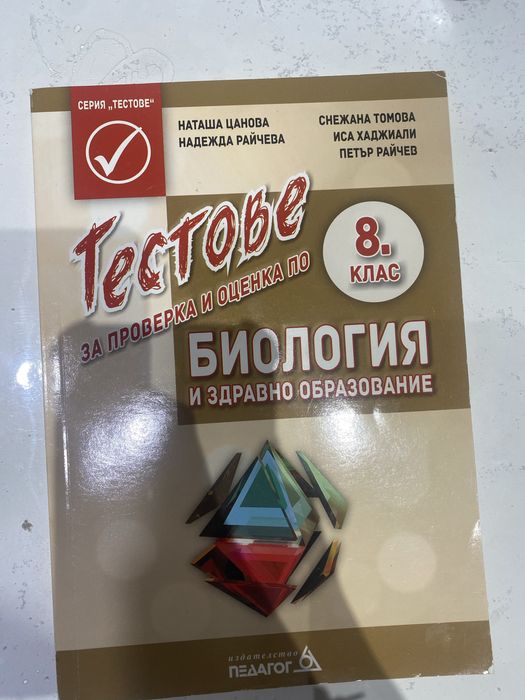 СЕРИЯ „ТЕСТОВЕ“
НАТАША ЦАНОВА
НАДЕЖДА РАЙЧЕВА
СНЕЖАНА ТОМОВА
ИСА ХАДЖИАЛИ
ПЕТЪР РАЙЧЕВ
Тестове
ЗА ПРОВЕРКА И ОЦЕНКА ПО
8.
КЛАС
БИОЛОГИЯ
И ЗДРАВНО ОБРАЗОВАНИЕ
издателство
ПЕДАГОГ 6